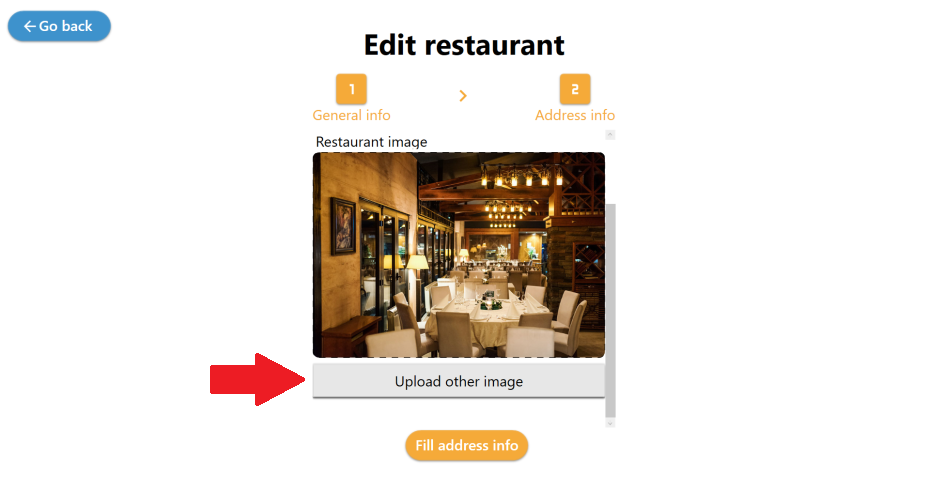 Go back
Edit restaurant
1
2
General info
Address info
Restaurant image
Upload other image
Fill address info